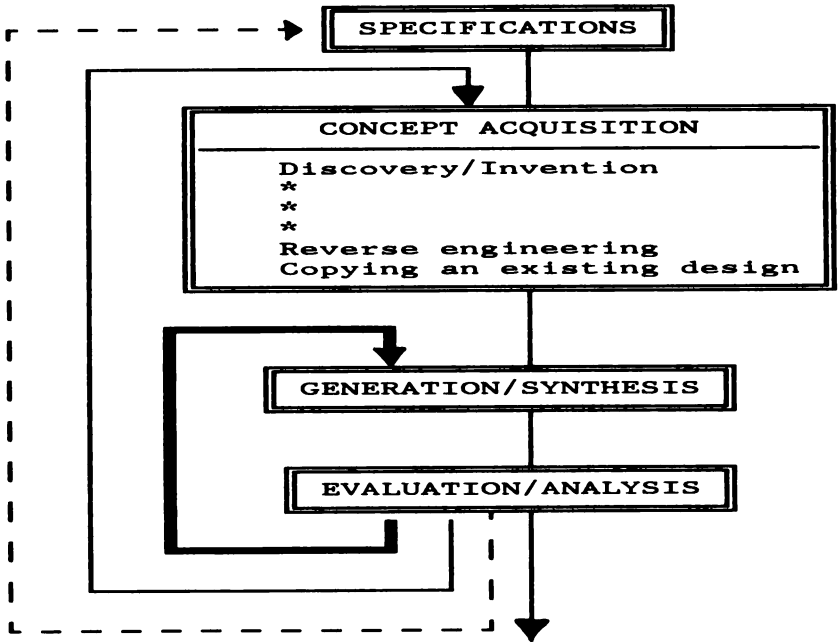 SPECIFICATIONS
CONCEPT ACQUISITION
Discovery/Invention
*
*
*
Reverse engineering
Copying an existing design
GENERATION/SYNTHESIS
EVALUATION/ANALYSIS